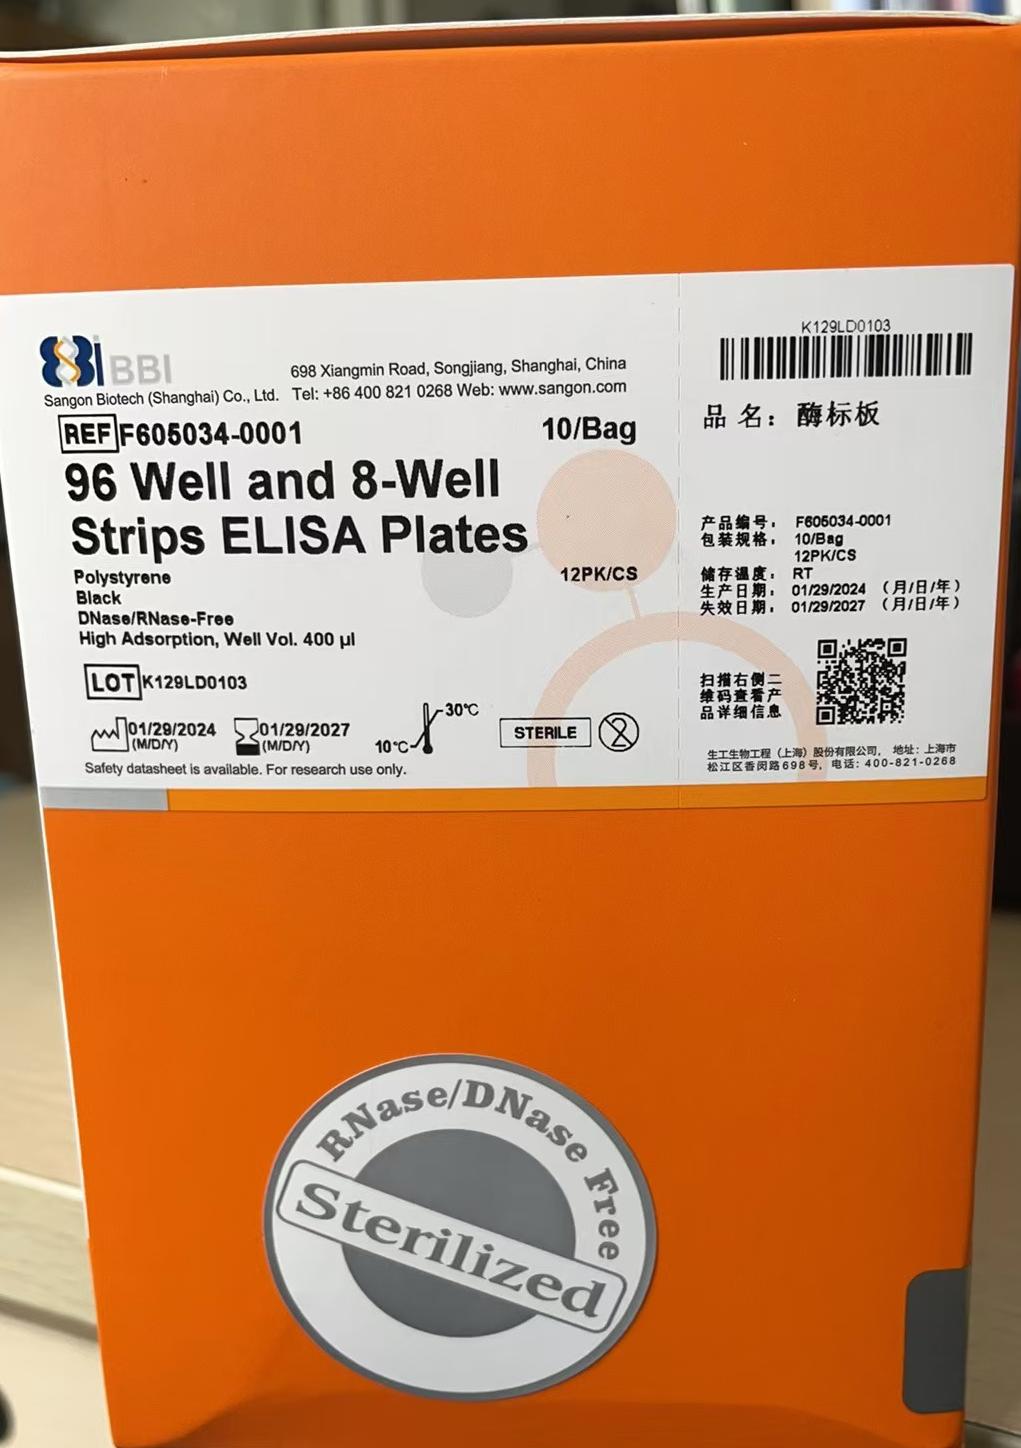 BBI
698 Xiangmin Road, Songjiang, Shanghai, China
Sangon Biotech (Shanghai) Co., Ltd. Tel: +86 400 821 0268 Web: www.sangon.com
REF F605034-0001 10/Bag
96 Well and 8-Well
Strips ELISA Plates
12PK/CS
Polystyrene
Black
DNase/RNase-Free
High Adsorption, Well Vol. 400 µl
LOT K129LD0103
01/29/2024 (M/D/Y) 01/29/2027 (M/D/Y) 10°C 30°C STERILE 2
Safety datasheet is available. For research use only.
K129LD0103
品 名： 酶标板
产品编号： F605034-0001
包装规格： 10/Bag
12PK/CS
储存温度： RT
生产日期： 01/29/2024 （月/日/年）
失效日期： 01/29/2027 （月/日/年）
扫描右侧二
维码查看产
品详细信息
生工生物工程（上海）股份有限公司， 地址：上海市
松江区香闵路698号，电话：400-821-0268
RNase/DNase Free
Sterilized